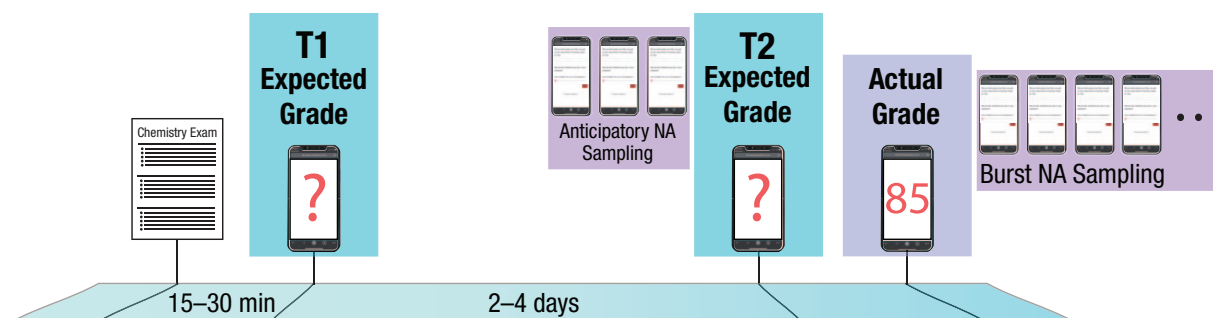 T1
Expected
Grade
T2
Expected
Grade
Actual
Grade
Chemistry Exam
Anticipatory NA
Sampling
?
?
85
Burst NA Sampling
15–30 min
2–4 days